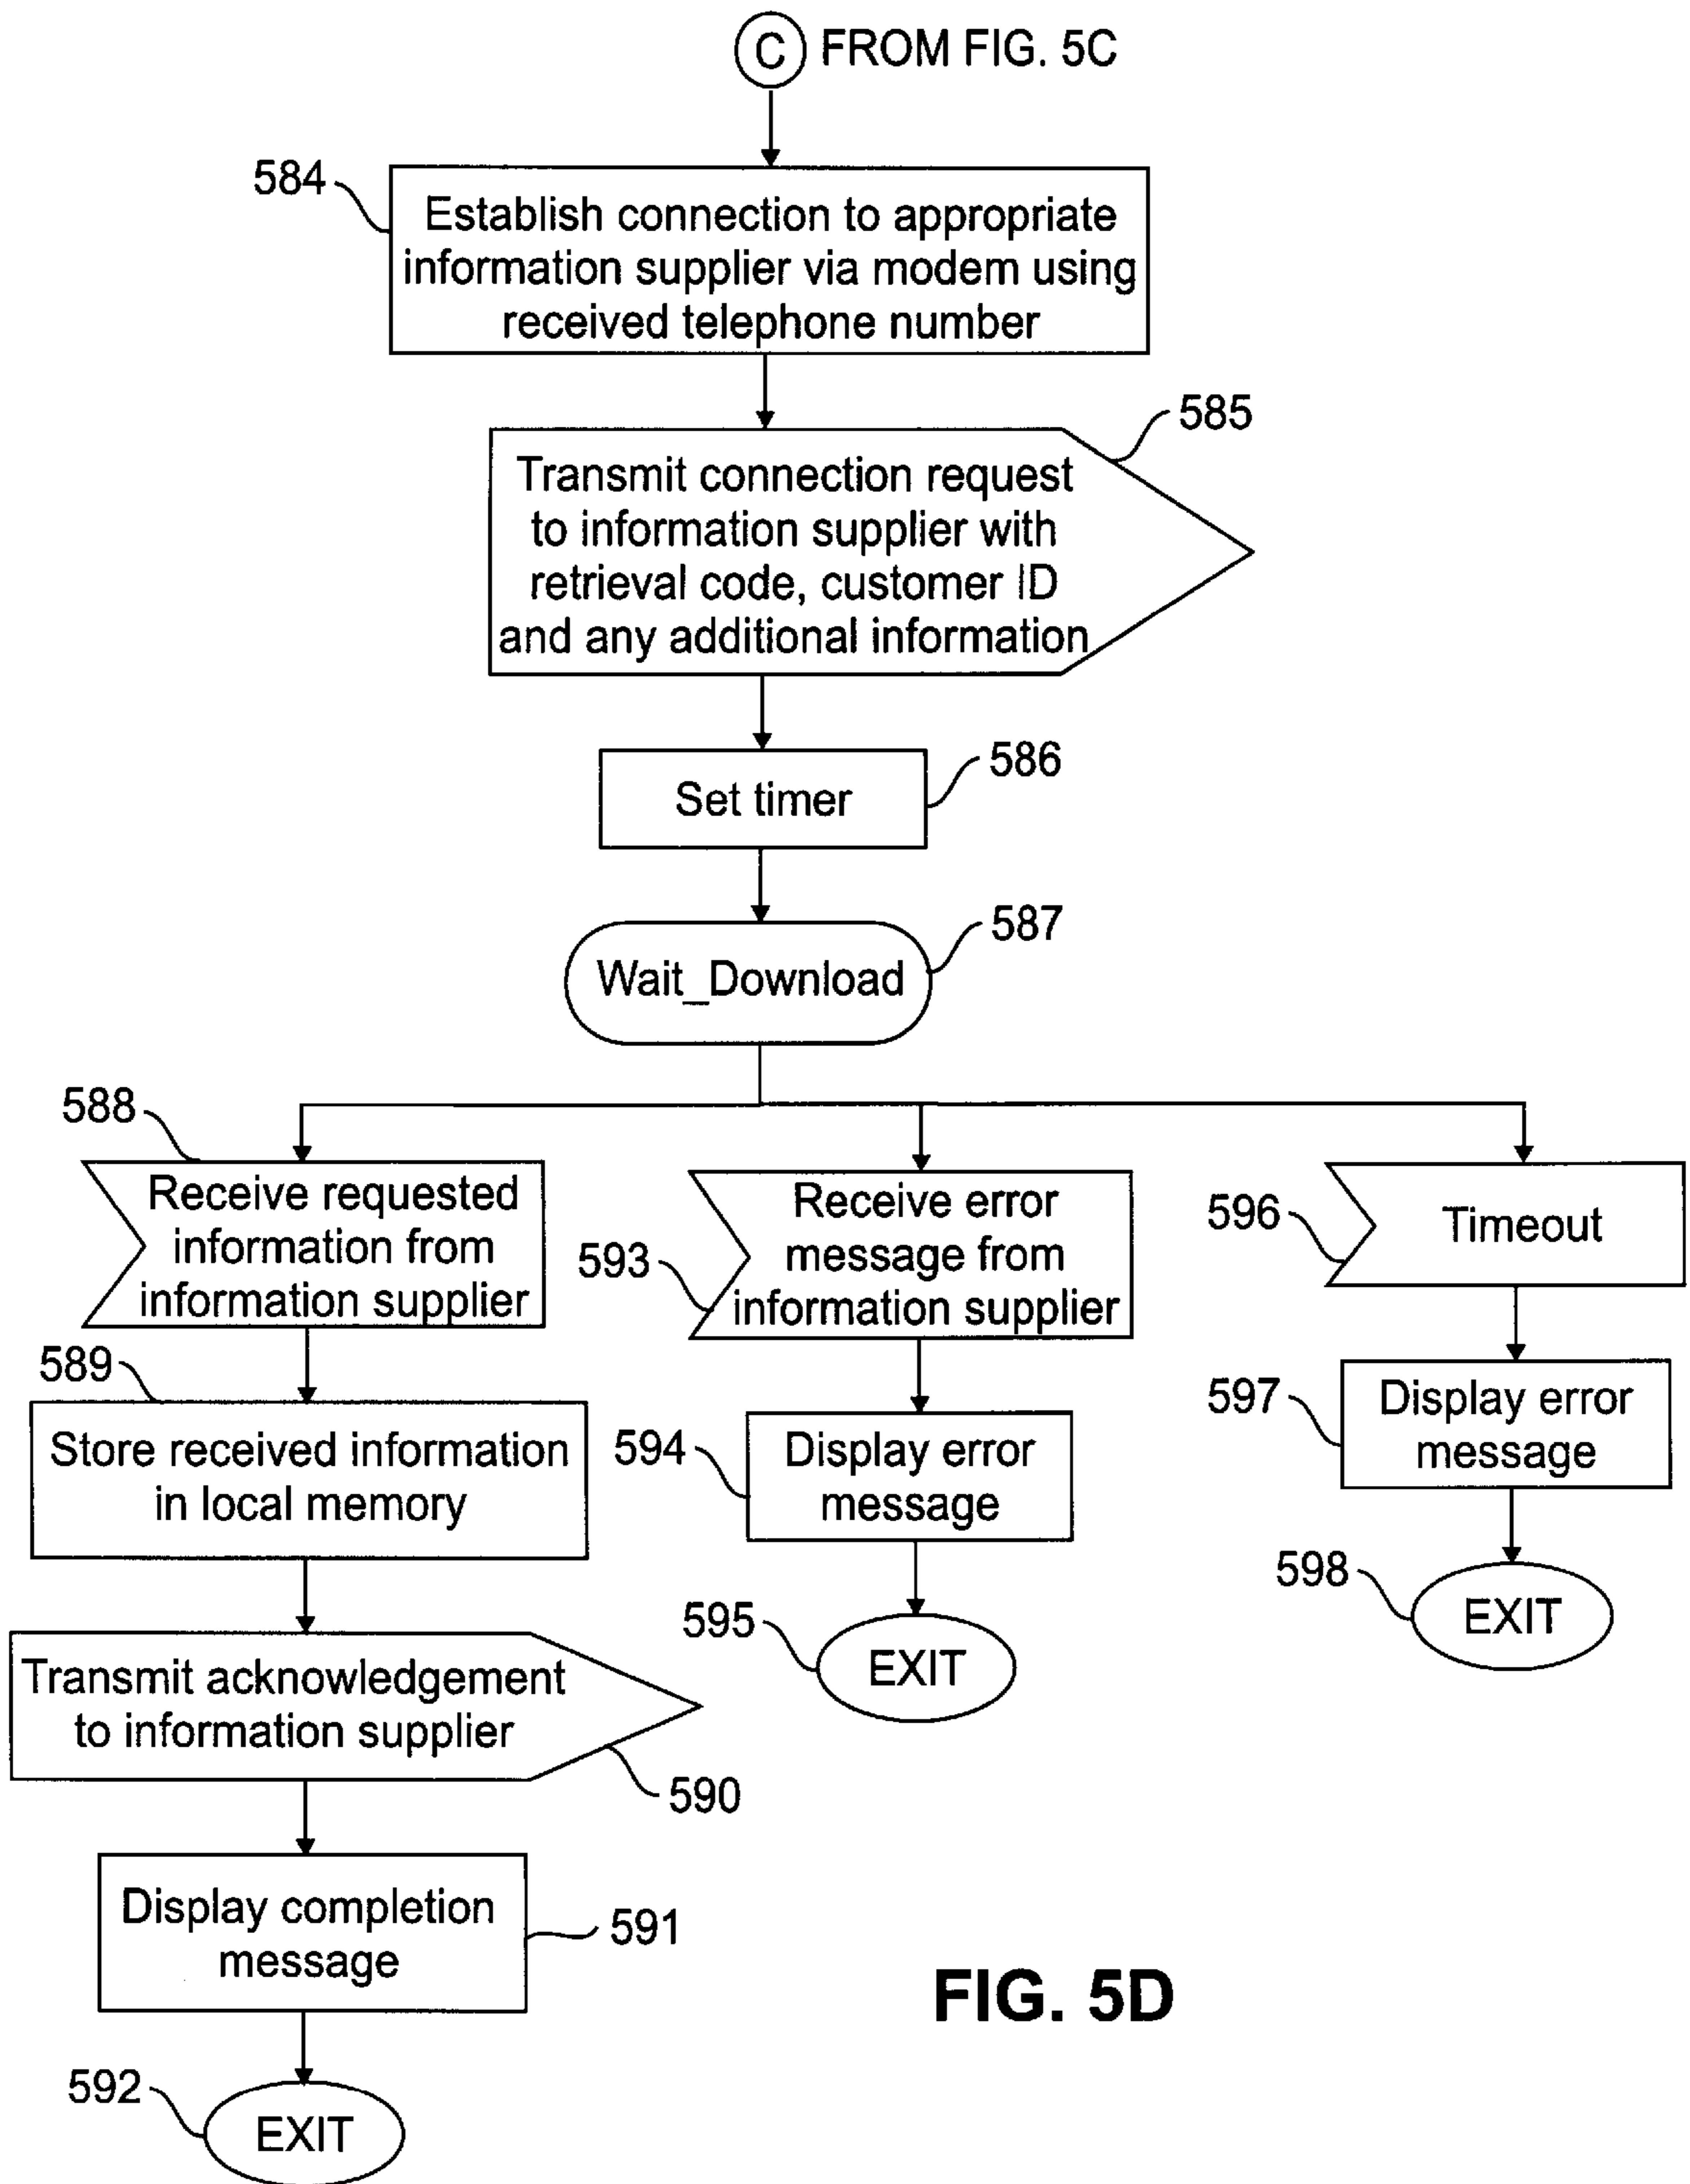 C FROM FIG. 5C
584
Establish connection to appropriate
information supplier via modem using
received telephone number
585
Transmit connection request
to information supplier with
retrieval code, customer ID
and any additional information
586
Set timer
587
Wait_Download
588
Receive requested
information from
information supplier
589
Store received information
in local memory
Transmit acknowledgement
to information supplier
590
Display completion
message
591
592
EXIT
593
Receive error
message from
information supplier
594
Display error
message
595
EXIT
596
Timeout
597
Display error
message
598
EXIT
FIG. 5D